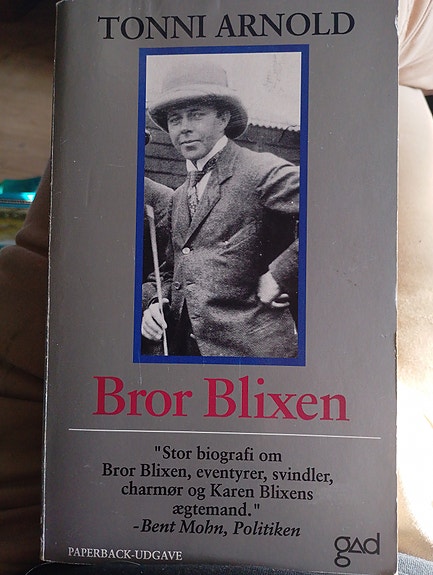 TONNI ARNOLD
Bror Blixen
"Stor biografi om
Bror Blixen, eventyrer, svindler,
charmør og Karen Blixens
ægtemand."
-Bent Mohn, Politiken
PAPERBACK-UDGAVE
gad